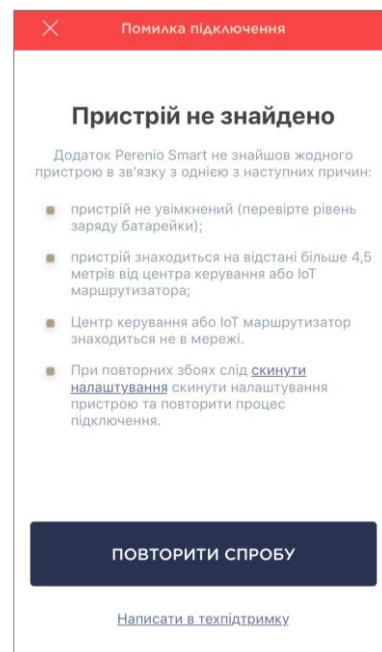 Помилка підключення
Пристрій не знайдено
Додаток Perenio Smart не знайшов жодного
пристрою в зв'язку з однією з наступних причин:
пристрій не увімкнений (перевірте рівень
заряду батарейки);
пристрій знаходиться на відстані більше 4,5
метрів від центра керування або IoT
маршрутизатора;
Центр керування або IoT маршрутизатор
знаходиться не в мережі.
При повторних збоях слід скинути
налаштування скинути налаштування
пристрою та повторити процес
підключення.
ПОВТОРИТИ СПРОБУ
Написати в техпідтримку